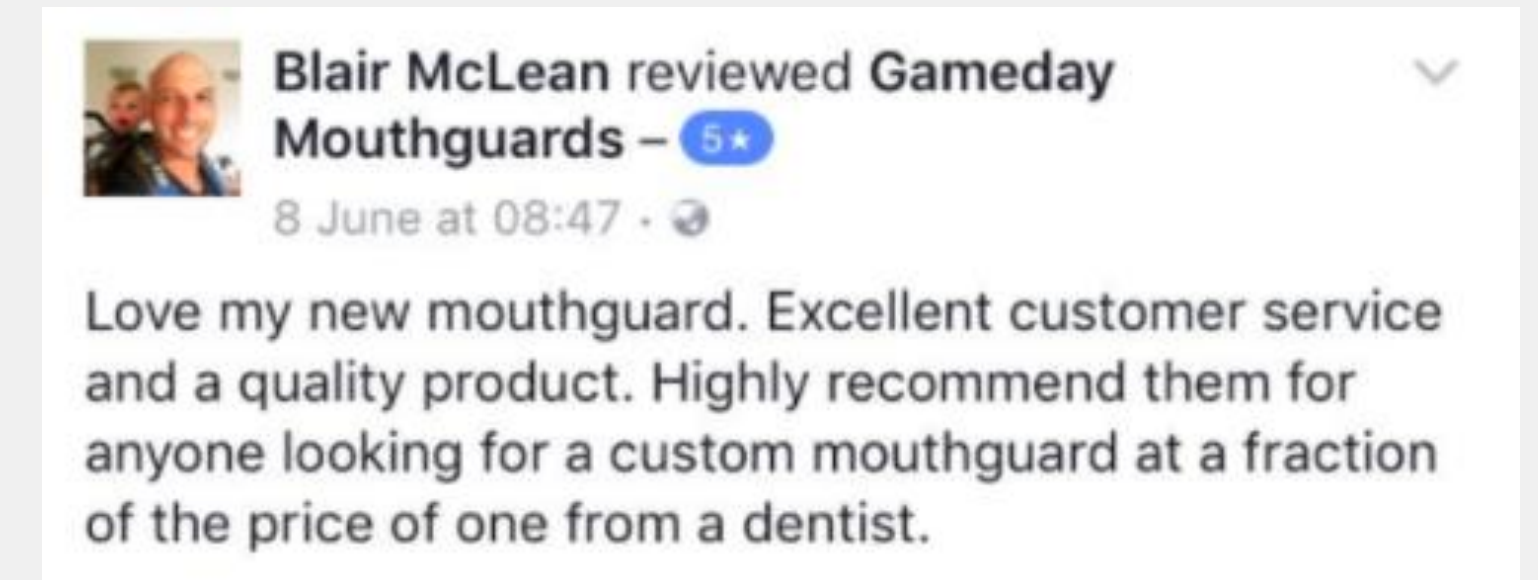 Blair McLean reviewed Gameday
Mouthguards – 5★
8 June at 08:47 ·
Love my new mouthguard. Excellent customer service
and a quality product. Highly recommend them for
anyone looking for a custom mouthguard at a fraction
of the price of one from a dentist.